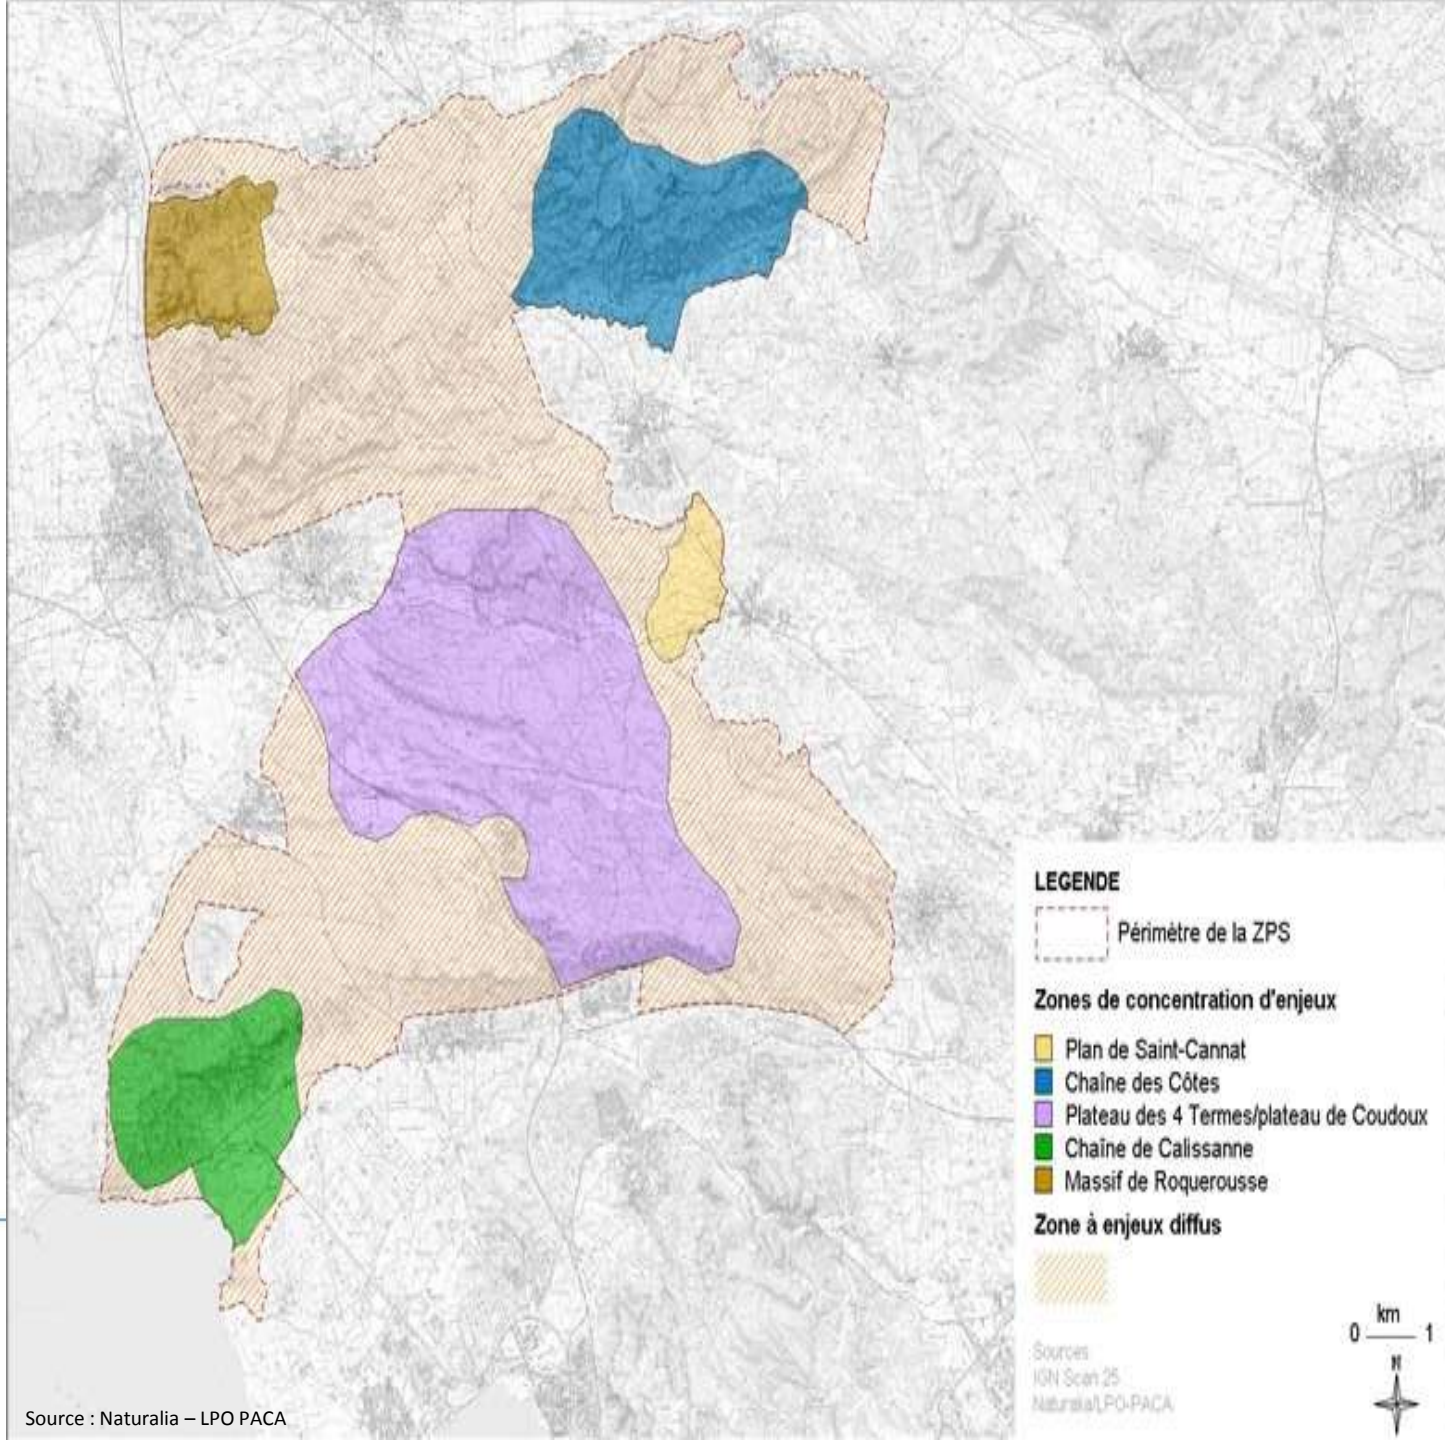 LEGENDE
Périmètre de la ZPS
Zones de concentration d'enjeux
Plan de Saint-Cannat
Chaîne des Côtes
Plateau des 4 Termes/plateau de Coudoux
Chaîne de Calissanne
Massif de Roquerousse
Zone à enjeux diffus
km
0 1
N
Sources
IGN Scan 25
Naturalia/LPO-PACA
Source : Naturalia – LPO PACA